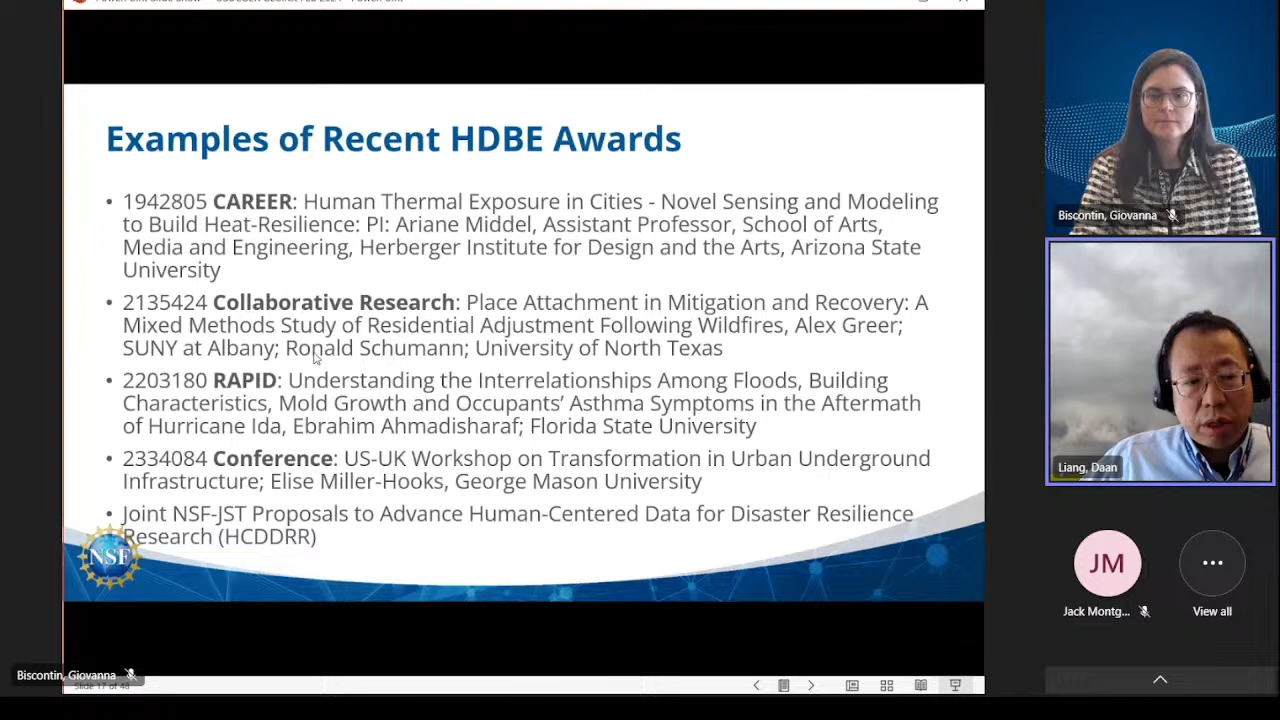 Examples of Recent HDBE Awards
• 1942805 CAREER: Human Thermal Exposure in Cities - Novel Sensing and Modeling
to Build Heat-Resilience: PI: Ariane Middel, Assistant Professor, School of Arts,
Media and Engineering, Herberger Institute for Design and the Arts, Arizona State
University
• 2135424 Collaborative Research: Place Attachment in Mitigation and Recovery: A
Mixed Methods Study of Residential Adjustment Following Wildfires, Alex Greer;
SUNY at Albany; Ronald Schumann; University of North Texas
• 2203180 RAPID: Understanding the Interrelationships Among Floods, Building
Characteristics, Mold Growth and Occupants’ Asthma Symptoms in the Aftermath
of Hurricane Ida, Ebrahim Ahmadisharaf; Florida State University
• 2334084 Conference: US-UK Workshop on Transformation in Urban Underground
Infrastructure; Elise Miller-Hooks, George Mason University
• Joint NSF-JST Proposals to Advance Human-Centered Data for Disaster Resilience
Research (HCDDRR)
NSF
Biscontin, Giovanna
Slide 17 of 48
Biscontin, Giovanna
Liang, Daan
JM
Jack Montg...
View all